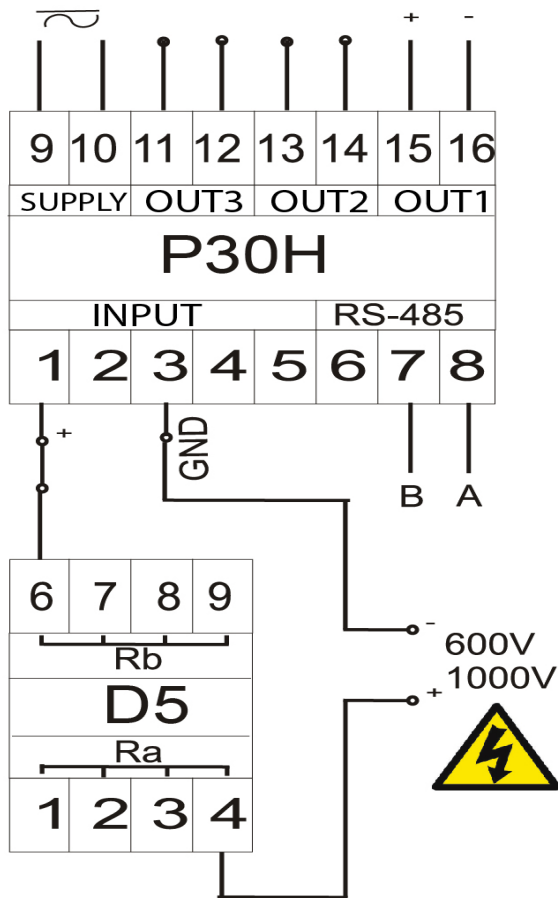 + -
9 10 11 12 13 14 15 16
SUPPLY OUT3 OUT2 OUT1
P30H
INPUT RS-485
1 2 3 4 5 6 7 8
+
GND
B A
6 7 8 9
Rb
D5
Ra
1 2 3 4
-
600V
1000V
+